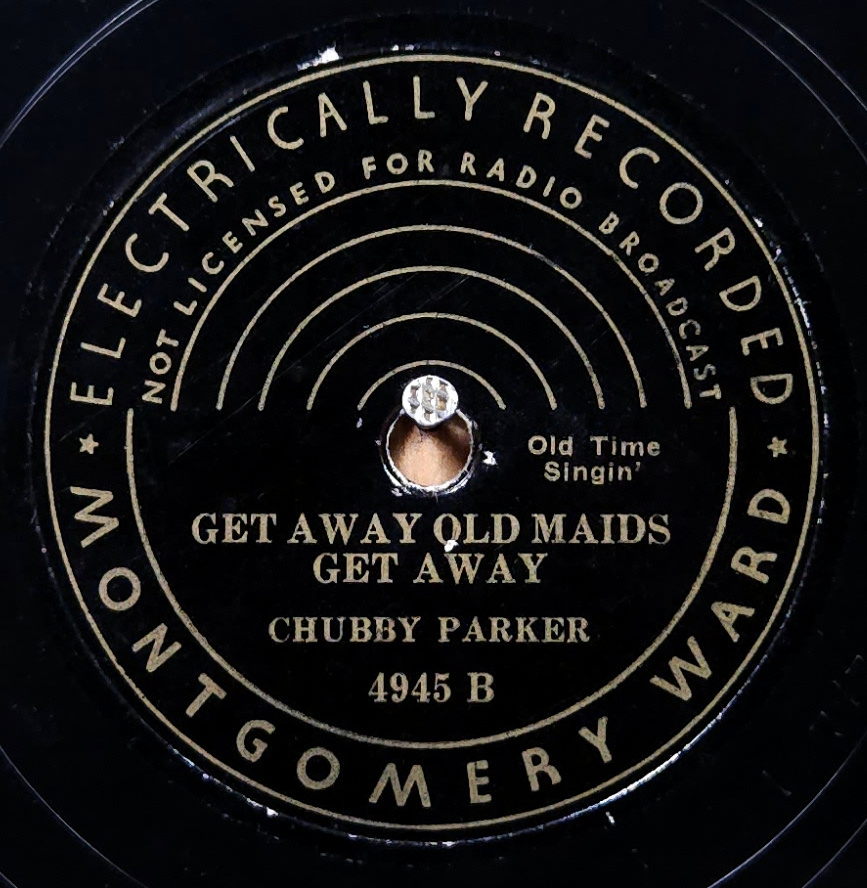 ELECTRICALLY RECORDED
NOT LICENSED FOR RADIO BROADCAST
Old Time
Singin'
GET AWAY OLD MAIDS
GET AWAY
CHUBBY PARKER
4945 B
★ MONTGOMERY WARD ★